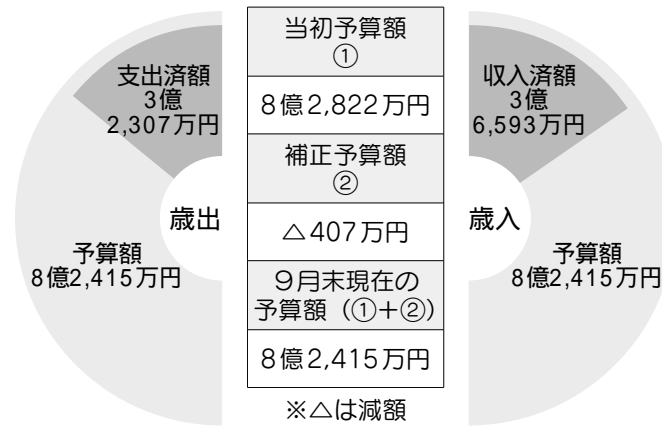 支出済額
3億
2,307万円
歳出
予算額
8億2,415万円
当初予算額
①
8億2,822万円
補正予算額
②
△407万円
9月末現在の
予算額（①＋②）
8億2,415万円
※△は減額
収入済額
3億
6,593万円
歳入
予算額
8億2,415万円